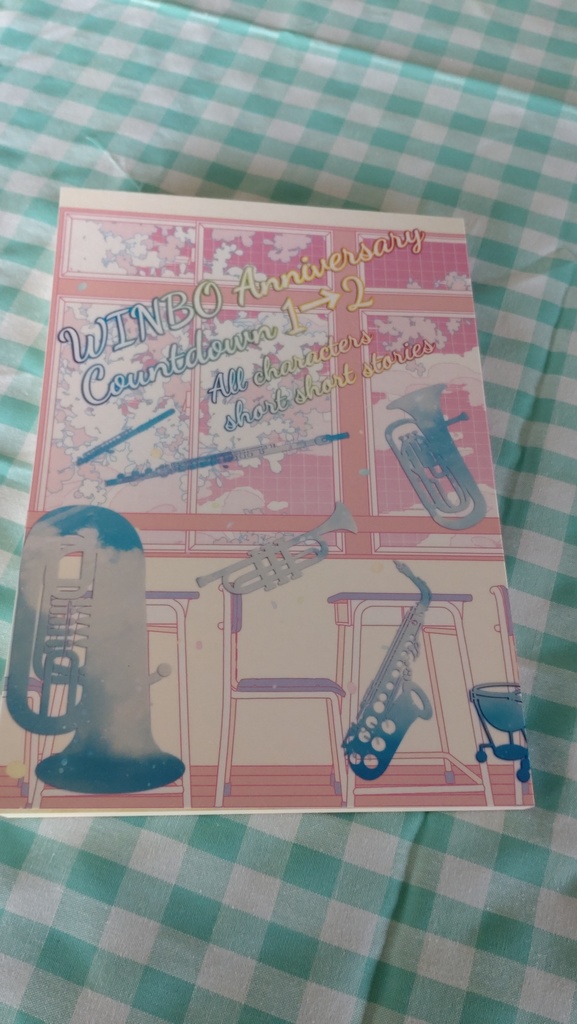 WINBO Anniversary
Countdown 1→2
All characters
short short stories